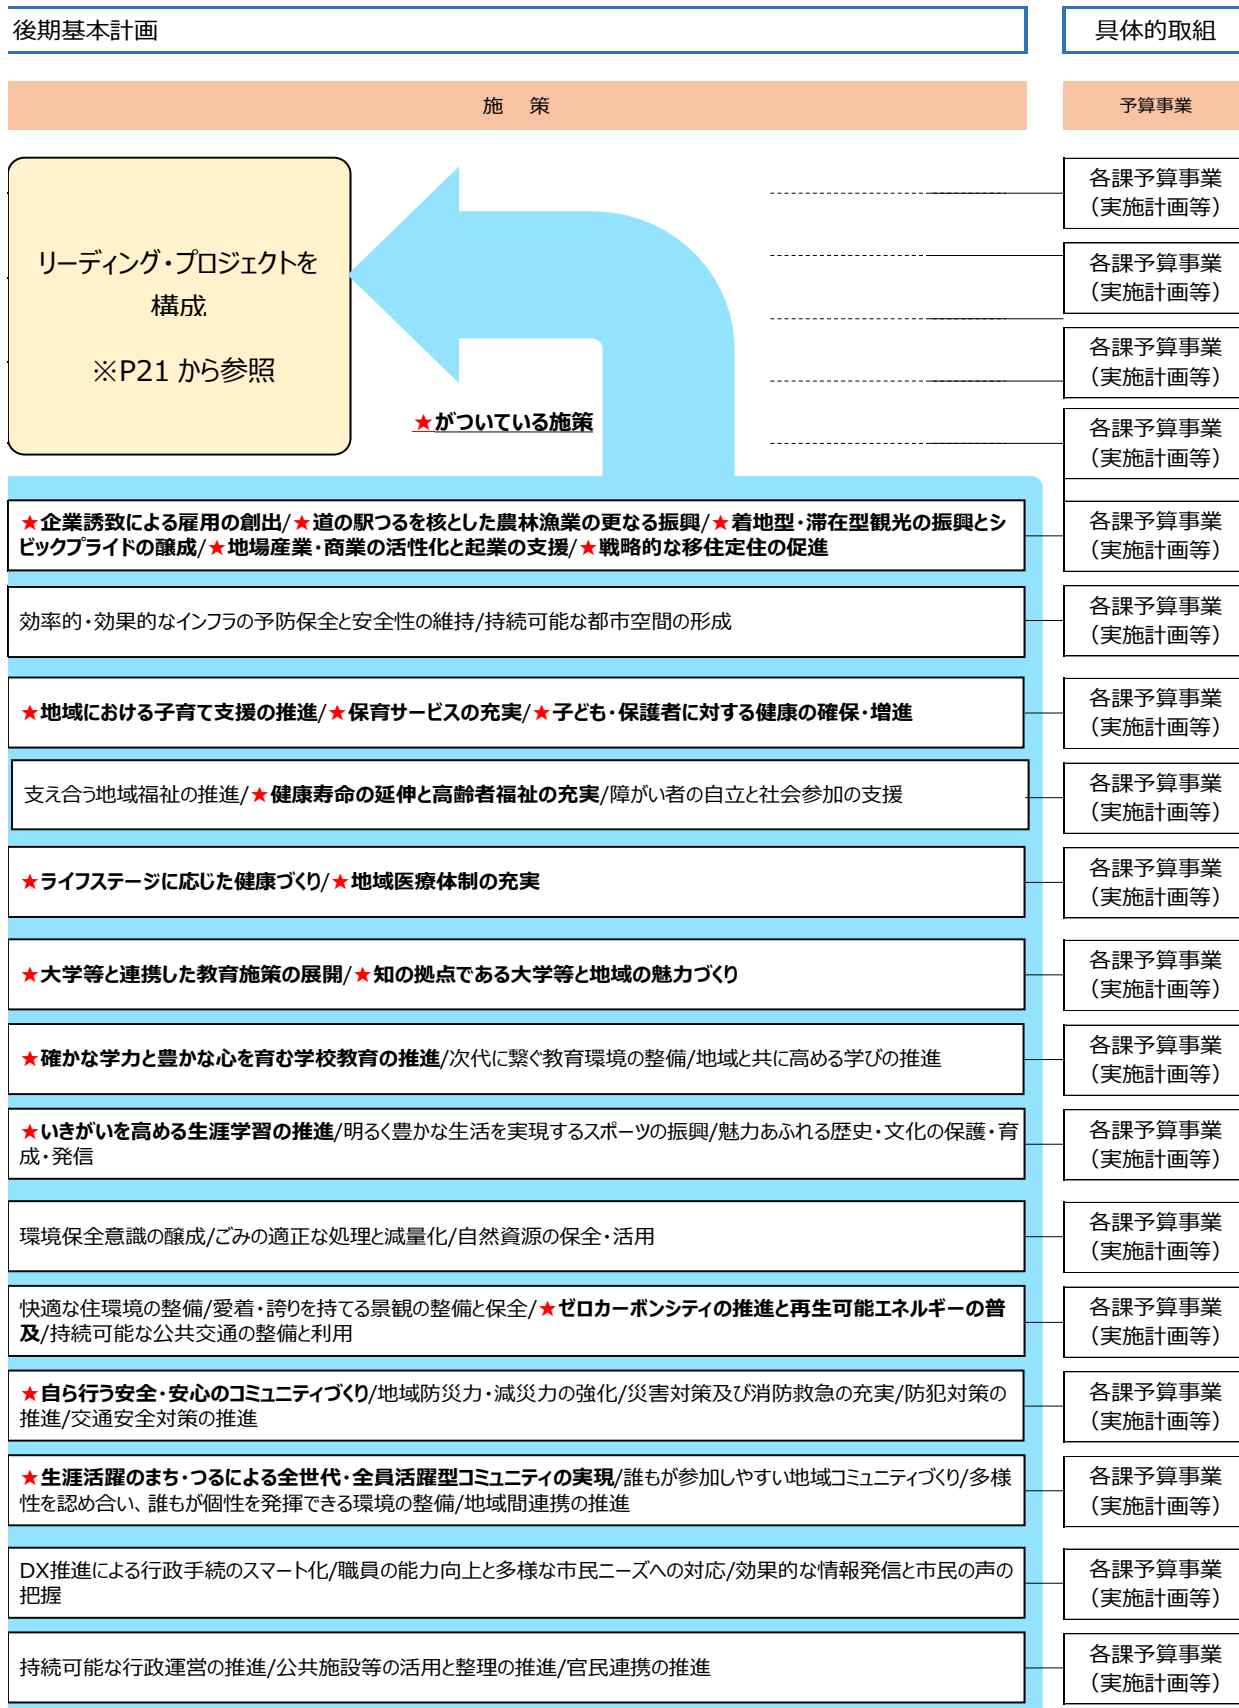 後期基本計画
具体的取組
施 策
予算事業
リーディング・プロジェクトを
構成
※P21 から参照
★がついている施策
各課予算事業
（実施計画等）
各課予算事業
（実施計画等）
各課予算事業
（実施計画等）
各課予算事業
（実施計画等）
★企業誘致による雇用の創出/★道の駅つるを核とした農林漁業の更なる振興/★着地型・滞在型観光の振興とシ
ビックプライドの醸成/★地場産業・商業の活性化と起業の支援/★戦略的な移住定住の促進
各課予算事業
（実施計画等）
効率的・効果的なインフラの予防保全と安全性の維持/持続可能な都市空間の形成
各課予算事業
（実施計画等）
★地域における子育て支援の推進/★保育サービスの充実/★子ども・保護者に対する健康の確保・増進
各課予算事業
（実施計画等）
支え合う地域福祉の推進/★健康寿命の延伸と高齢者福祉の充実/障がい者の自立と社会参加の支援
各課予算事業
（実施計画等）
★ライフステージに応じた健康づくり/★地域医療体制の充実
各課予算事業
（実施計画等）
★大学等と連携した教育施策の展開/★知の拠点である大学等と地域の魅力づくり
各課予算事業
（実施計画等）
★確かな学力と豊かな心を育む学校教育の推進/次代に繋ぐ教育環境の整備/地域と共に高める学びの推進
各課予算事業
（実施計画等）
★いきがいを高める生涯学習の推進/明るく豊かな生活を実現するスポーツの振興/魅力あふれる歴史・文化の保護・育
成・発信
各課予算事業
（実施計画等）
環境保全意識の醸成/ごみの適正な処理と減量化/自然資源の保全・活用
各課予算事業
（実施計画等）
快適な住環境の整備/愛着・誇りを持てる景観の整備と保全/★ゼロカーボンシティの推進と再生可能エネルギーの普
及/持続可能な公共交通の整備と利用
各課予算事業
（実施計画等）
★自ら行う安全・安心のコミュニティづくり/地域防災力・減災力の強化/災害対策及び消防救急の充実/防犯対策の
推進/交通安全対策の推進
各課予算事業
（実施計画等）
★生涯活躍のまち・つるによる全世代・全員活躍型コミュニティの実現/誰もが参加しやすい地域コミュニティづくり/多様
性を認め合い、誰もが個性を発揮できる環境の整備/地域間連携の推進
各課予算事業
（実施計画等）
DX推進による行政手続のスマート化/職員の能力向上と多様な市民ニーズへの対応/効果的な情報発信と市民の声の
把握
各課予算事業
（実施計画等）
持続可能な行政運営の推進/公共施設等の活用と整理の推進/官民連携の推進
各課予算事業
（実施計画等）